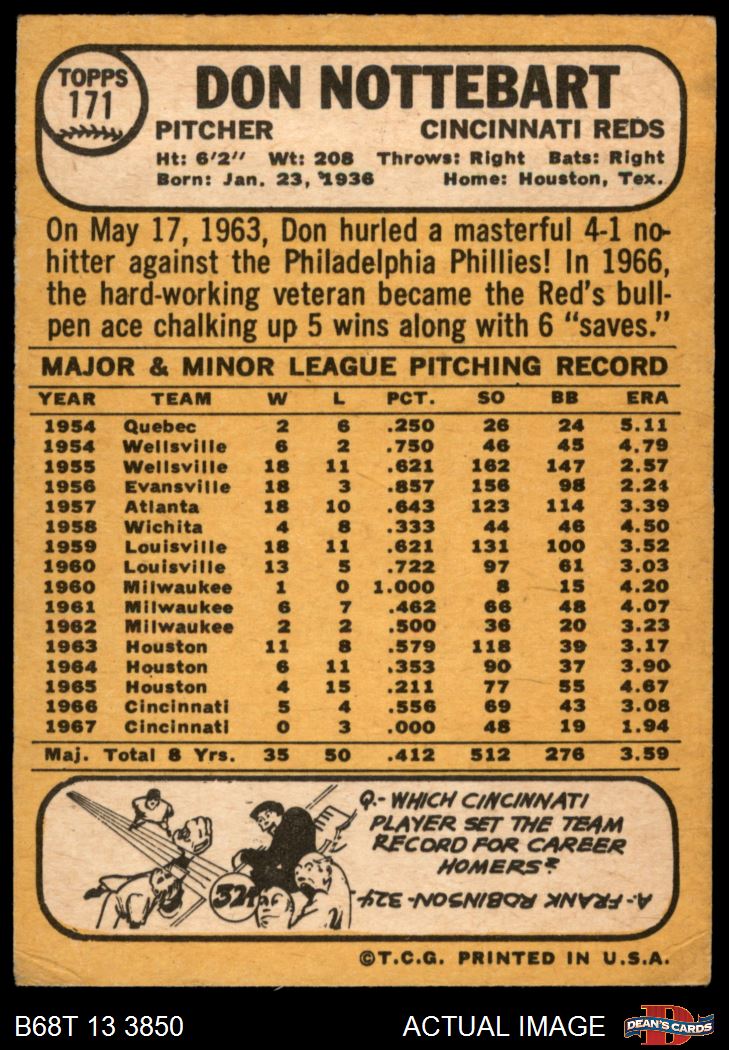 TOPPS
171
DON NOTTEBART
PITCHER CINCINNATI REDS
Ht: 6'2" Wt: 208 Throws: Right Bats: Right
Born: Jan. 23, 1936 Home: Houston, Tex.
On May 17, 1963, Don hurled a masterful 4-1 no-
hitter against the Philadelphia Phillies! In 1966,
the hard-working veteran became the Red's bull-
pen ace chalking up 5 wins along with 6 "saves."
MAJOR & MINOR LEAGUE PITCHING RECORD
YEAR TEAM W L PCT. SO BB ERA
1954 Quebec 2 6 .250 26 24 5.11
1954 Wellsville 6 2 .750 46 45 4.79
1955 Wellsville 18 11 .621 162 147 2.57
1956 Evansville 18 3 .857 156 98 2.24
1957 Atlanta 18 10 .643 123 114 3.39
1958 Wichita 4 8 .333 44 46 4.50
1959 Louisville 18 11 .621 131 100 3.52
1960 Louisville 13 5 .722 97 61 3.03
1960 Milwaukee 1 0 1.000 8 15 4.20
1961 Milwaukee 6 7 .462 66 48 4.07
1962 Milwaukee 2 2 .500 36 20 3.23
1963 Houston 11 8 .579 118 39 3.17
1964 Houston 6 11 .353 90 37 3.90
1965 Houston 4 15 .211 77 55 4.67
1966 Cincinnati 5 4 .556 69 43 3.08
1967 Cincinnati 0 3 .000 48 19 1.94
Maj. Total 8 Yrs. 35 50 .412 512 276 3.59
324
Q.- WHICH CINCINNATI
PLAYER SET THE TEAM
RECORD FOR CAREER
HOMERS?
A.- FRANK ROBINSON-324
©T.C.G. PRINTED IN U.S.A.
B68T 13 3850 ACTUAL IMAGE
D
DEAN'S CARDS